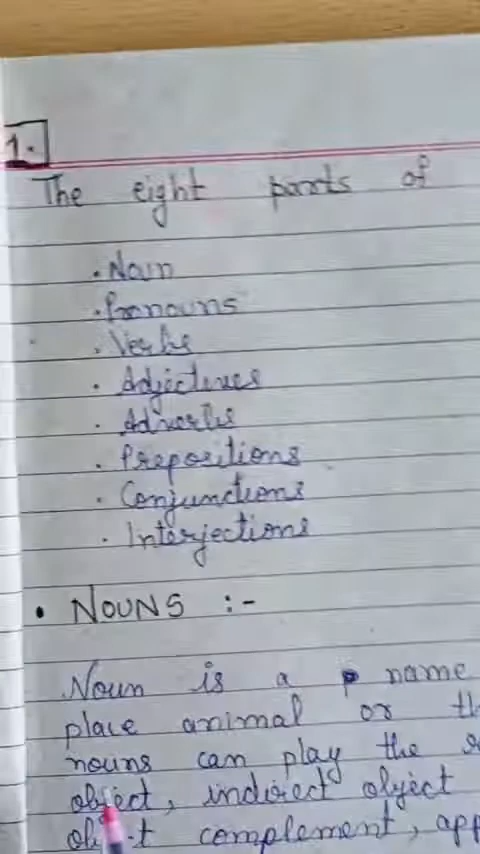 1.
The eight parts of
• Noun
• Pronouns
• Verbs
• Adjectives
• Adverbs
• Prepositions
• Conjunctions
• Interjections
• NOUNS :-
Noun is a name
place animal or
nouns can play the
object, indirect object
complement,